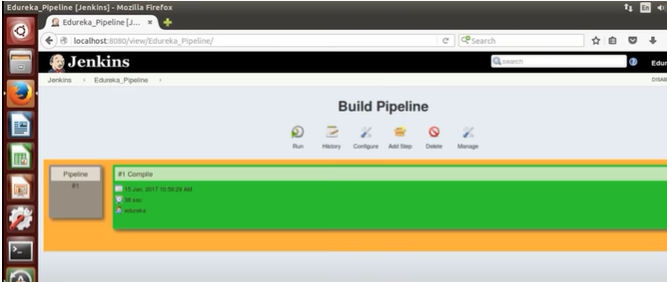 Edureka_Pipeline [Jenkins] - Mozilla Firefox
En
Edureka_Pipeline [J...
localhost:8080/view/Edureka_Pipeline/
Search
Jenkins
search
Edur
Jenkins
Edureka_Pipeline
DISAB
Build Pipeline
Run
History
Configure
Add Step
Delete
Manage
Pipeline
#1
#1 Compile
15 Jan, 2017 10:59:29 AM
38 sec
edureka